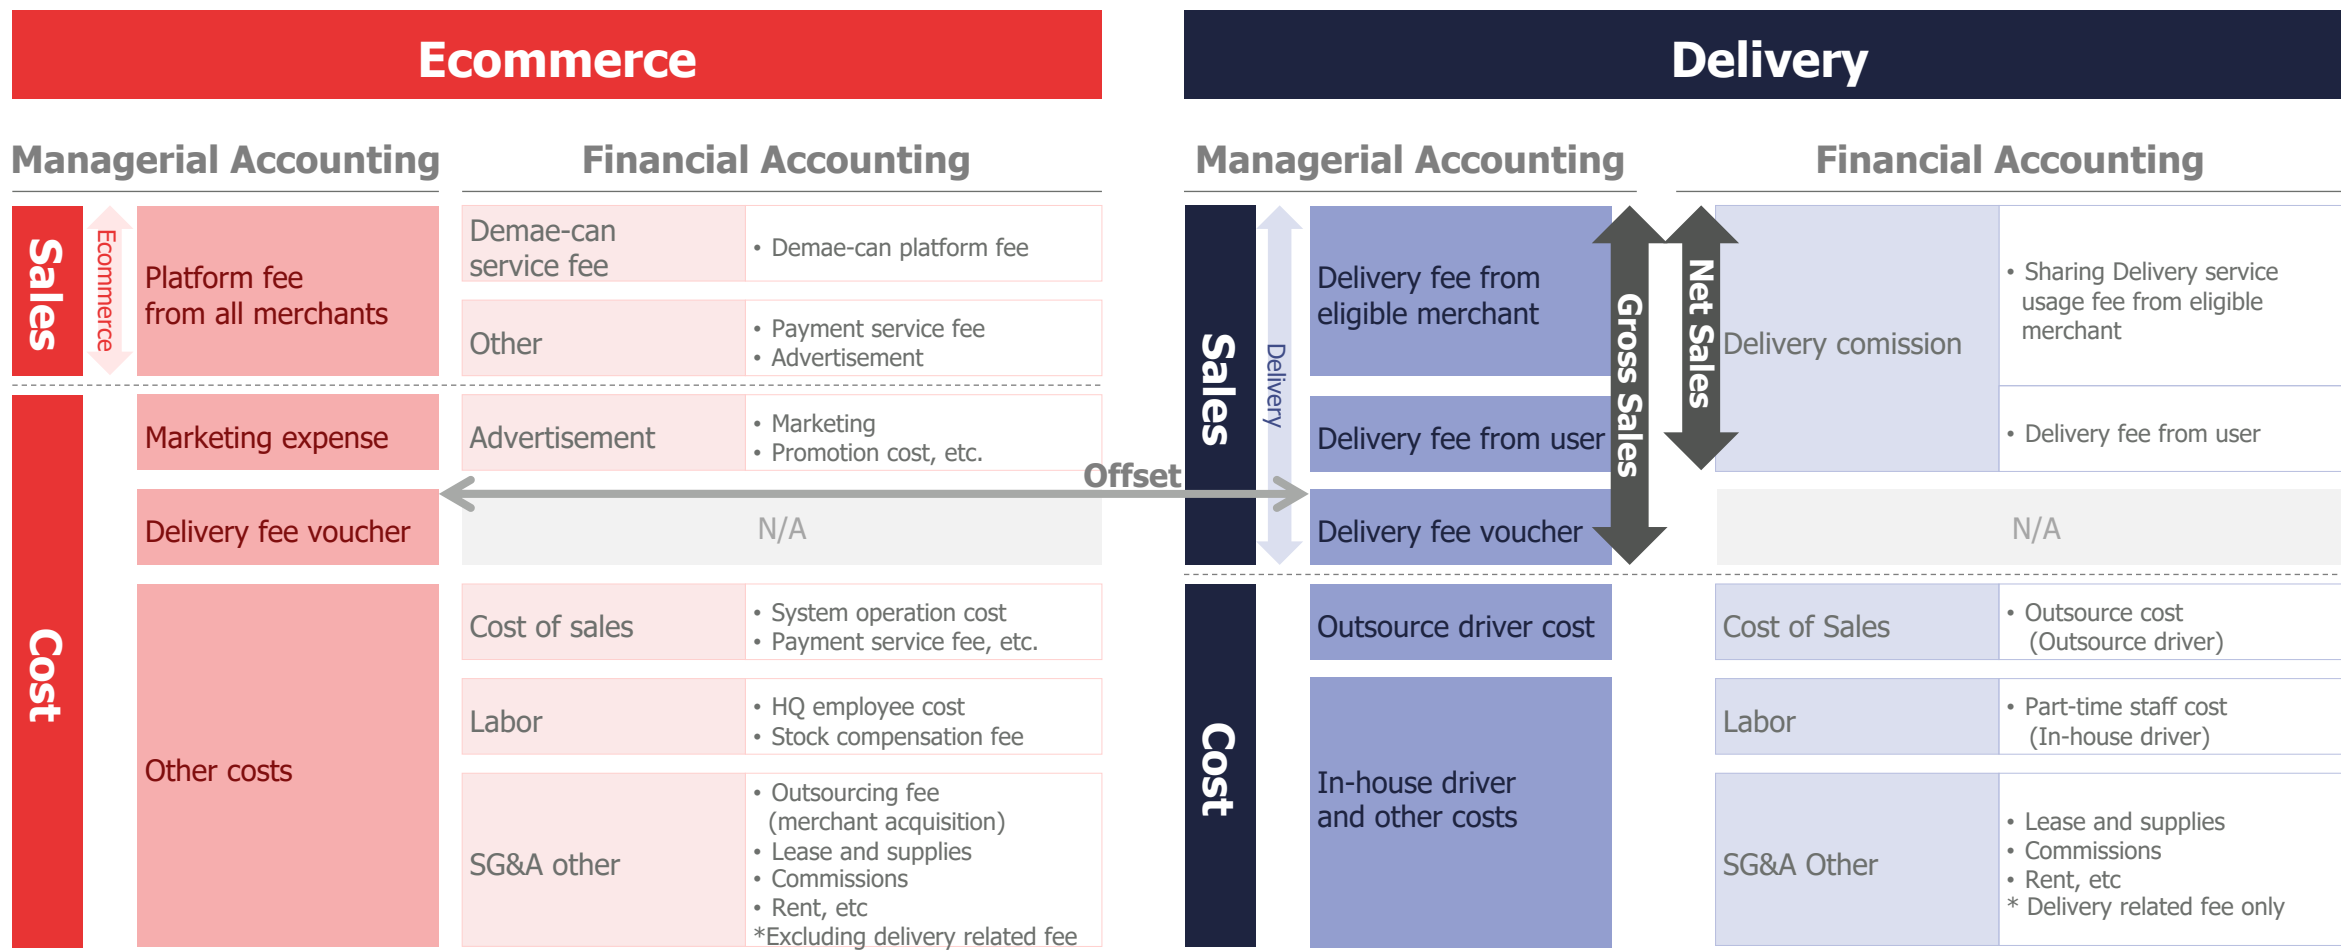 Ecommerce
Managerial Accounting
Financial Accounting
Sales
Ecommerce
Platform fee
from all merchants
Demae-can
service fee
• Demae-can platform fee
Other
• Payment service fee
• Advertisement
Cost
Marketing expense
Advertisement
• Marketing
• Promotion cost, etc.
Offset
Delivery fee voucher
N/A
Other costs
Cost of sales
• System operation cost
• Payment service fee, etc.
Labor
• HQ employee cost
• Stock compensation fee
SG&A other
• Outsourcing fee
(merchant acquisition)
• Lease and supplies
• Commissions
• Rent, etc
*Excluding delivery related fee
Delivery
Managerial Accounting
Financial Accounting
Sales
Delivery
Delivery fee from
eligible merchant
Delivery fee from user
Delivery fee voucher
Gross Sales
Net Sales
Delivery comission
• Sharing Delivery service
usage fee from eligible
merchant
• Delivery fee from user
N/A
Cost
Outsource driver cost
Cost of Sales
• Outsource cost
(Outsource driver)
In-house driver
and other costs
Labor
• Part-time staff cost
(In-house driver)
SG&A Other
• Lease and supplies
• Commissions
• Rent, etc
* Delivery related fee only